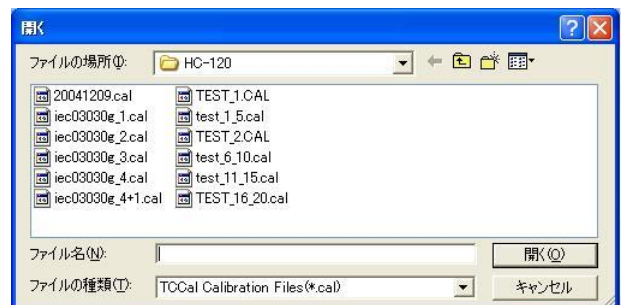 開く
ファイルの場所(I): HC-120
20041209.cal TEST_1.CAL
iec03030g_1.cal test_1_5.cal
iec03030g_2.cal TEST_2.CAL
iec03030g_3.cal test_6_10.cal
iec03030g_4.cal test_11_15.cal
iec03030g_4+1.cal TEST_16_20.cal
ファイル名(N): 開く(O)
ファイルの種類(T): TCCal Calibration Files(*.cal) キャンセル